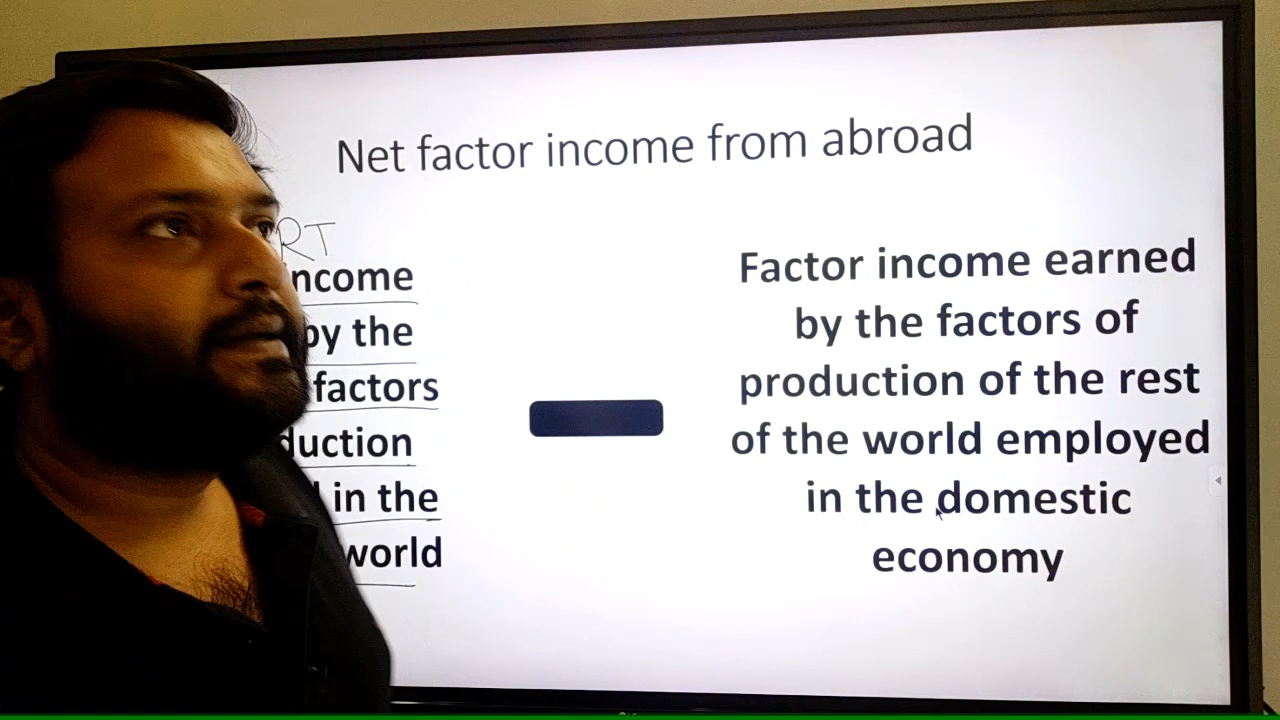 Net factor income from abroad
RT
ncome
by the
factors
duction
in the
world
Factor income earned
by the factors of
production of the rest
of the world employed
in the domestic
economy